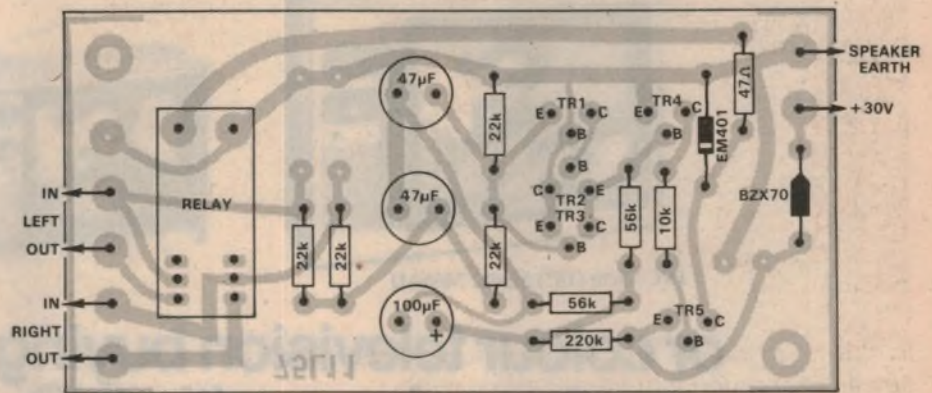 SPEAKER
EARTH
+30V
47Ω
EM401
BZX70
47µF
22k
E TR1 C
B
E TR4 C
B
B
C TR2 E
TR3
E C
B
56k
10k
RELAY
IN
LEFT
OUT
IN
RIGHT
OUT
22k
22k
47µF
22k
100µF
+
56k
220k
E TR5 C
B
75L11